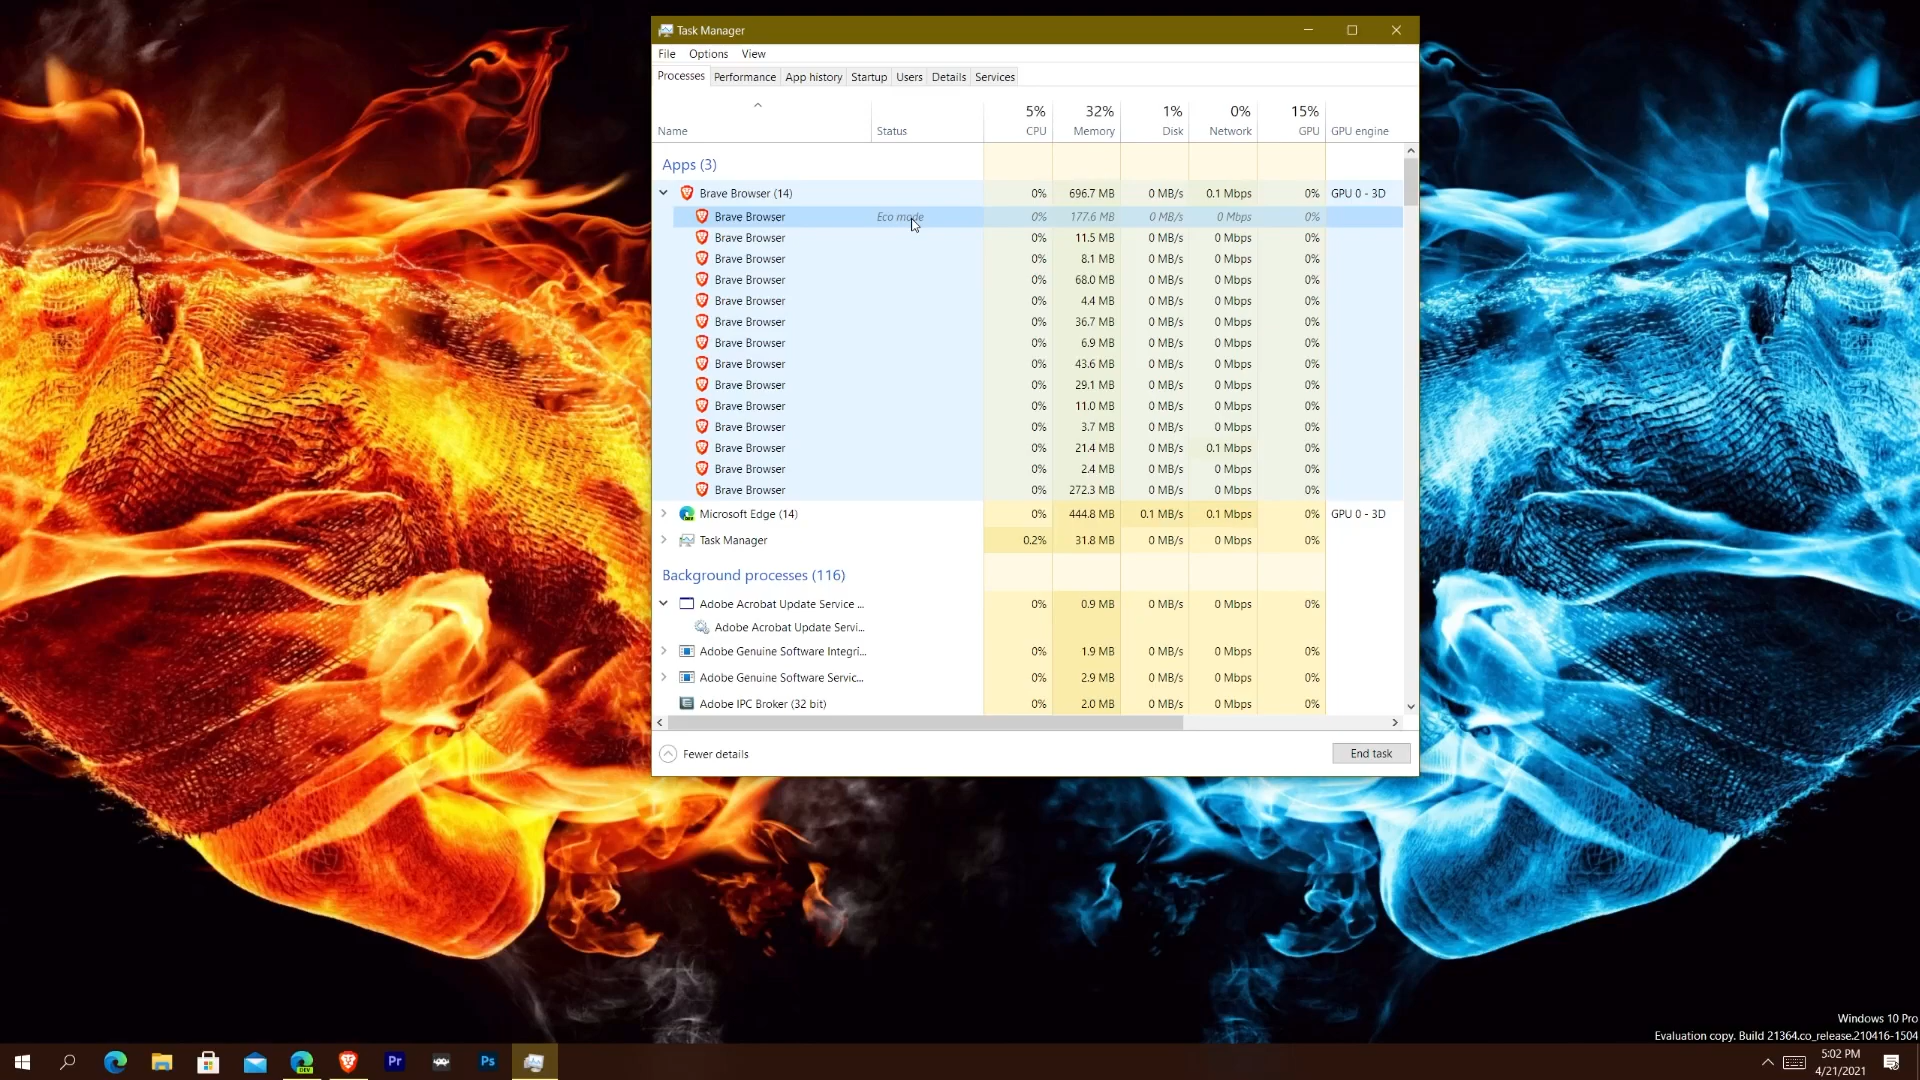 Task Manager
File Options View
Processes Performance App history Startup Users Details Services
5% 32% 1% 0% 15%
Name Status CPU Memory Disk Network GPU GPU engine
Apps (3)
Brave Browser (14) 0% 696.7 MB 0 MB/s 0.1 Mbps 0% GPU 0 - 3D
Brave Browser Eco mode 0% 177.6 MB 0 MB/s 0 Mbps 0%
Brave Browser 0% 11.5 MB 0 MB/s 0 Mbps 0%
Brave Browser 0% 8.1 MB 0 MB/s 0 Mbps 0%
Brave Browser 0% 68.0 MB 0 MB/s 0 Mbps 0%
Brave Browser 0% 4.4 MB 0 MB/s 0 Mbps 0%
Brave Browser 0% 36.7 MB 0 MB/s 0 Mbps 0%
Brave Browser 0% 6.9 MB 0 MB/s 0 Mbps 0%
Brave Browser 0% 43.6 MB 0 MB/s 0 Mbps 0%
Brave Browser 0% 29.1 MB 0 MB/s 0 Mbps 0%
Brave Browser 0% 11.0 MB 0 MB/s 0 Mbps 0%
Brave Browser 0% 3.7 MB 0 MB/s 0 Mbps 0%
Brave Browser 0% 21.4 MB 0 MB/s 0.1 Mbps 0%
Brave Browser 0% 2.4 MB 0 MB/s 0 Mbps 0%
Brave Browser 0% 272.3 MB 0 MB/s 0 Mbps 0%
Microsoft Edge (14) 0% 444.8 MB 0.1 MB/s 0.1 Mbps 0% GPU 0 - 3D
Task Manager 0.2% 31.8 MB 0 MB/s 0 Mbps 0%
Background processes (116)
Adobe Acrobat Update Service ... 0% 0.9 MB 0 MB/s 0 Mbps 0%
Adobe Acrobat Update Servi...
Adobe Genuine Software Integri... 0% 1.9 MB 0 MB/s 0 Mbps 0%
Adobe Genuine Software Servic... 0% 2.9 MB 0 MB/s 0 Mbps 0%
Adobe IPC Broker (32 bit) 0% 2.0 MB 0 MB/s 0 Mbps 0%
Fewer details End task
Windows 10 Pro
Evaluation copy. Build 21364.co_release.210416-1504
DEV Pr Ps
5:02 PM
4/21/2021